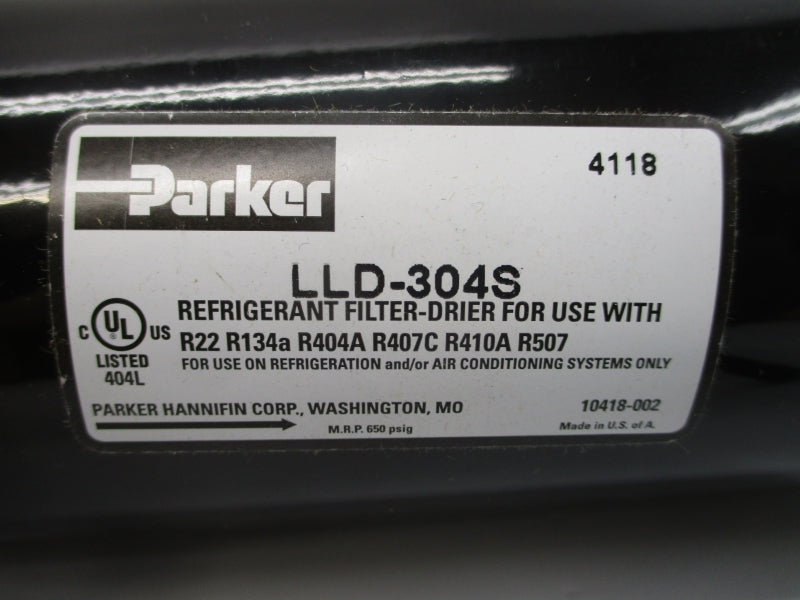 Parker
4118
LLD-304S
REFRIGERANT FILTER-DRIER FOR USE WITH
R22 R134a R404A R407C R410A R507
FOR USE ON REFRIGERATION and/or AIR CONDITIONING SYSTEMS ONLY
C UL US
LISTED
404L
PARKER HANNIFIN CORP., WASHINGTON, MO
10418-002
M.R.P. 650 psig
Made in U.S. of A.